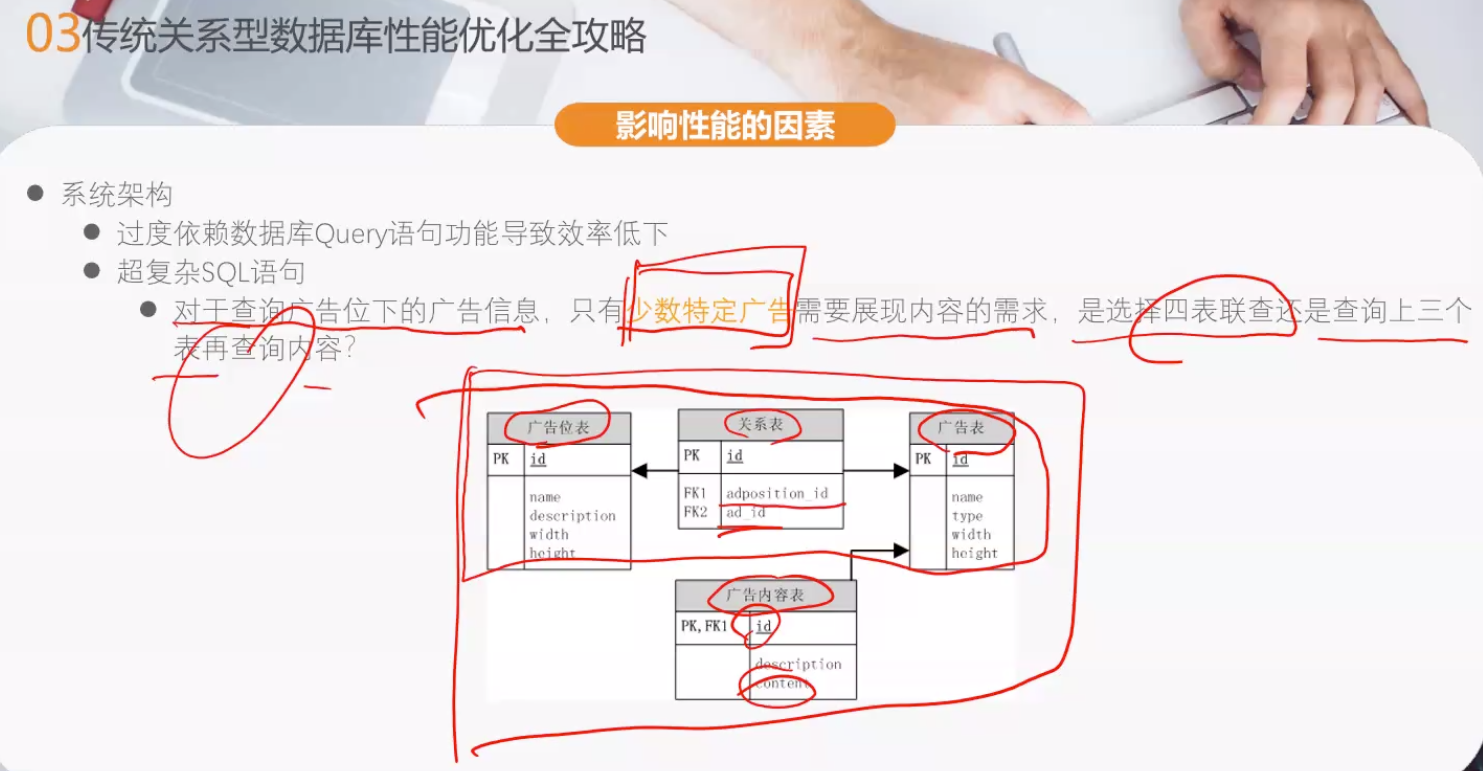 03传统关系型数据库性能优化全攻略
影响性能的因素
系统架构
过度依赖数据库Query语句功能导致效率低下
超复杂SQL语句
对于查询广告位下的广告信息，只有少数特定广告需要展现内容的需求，是选择四表联查还是查询上三个
表再查询内容？
广告位表
PK id
name
description
width
height
关系表
PK id
FK1 adposition_id
FK2 ad_id
广告表
PK id
name
type
width
height
广告内容表
PK,FK1 id
description
content